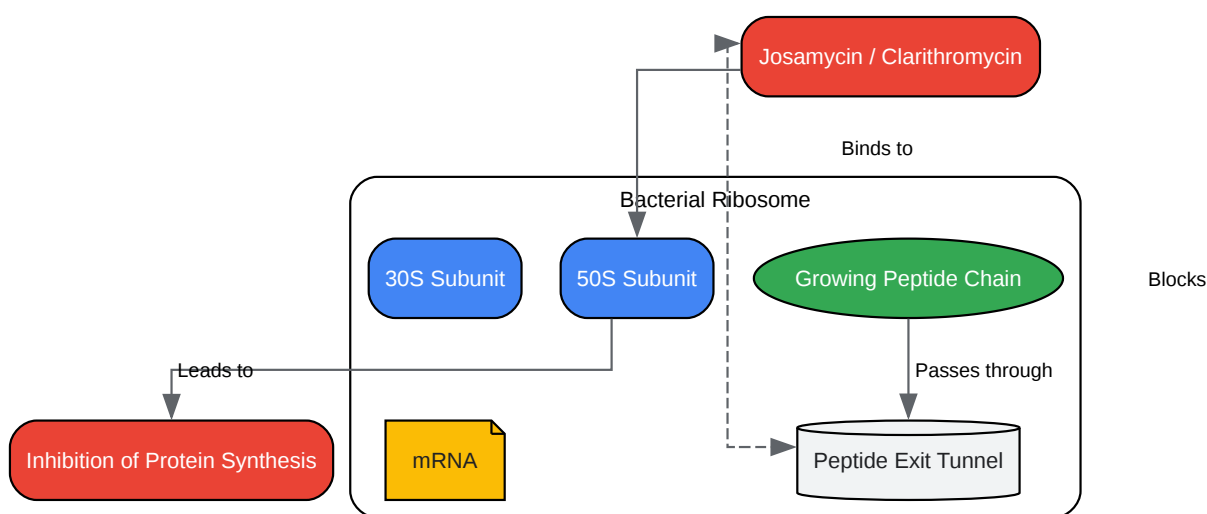 Josamycin / Clarithromycin
Binds to
Bacterial Ribosome
30S Subunit
50S Subunit
Growing Peptide Chain
Blocks
Leads to
Passes through
Inhibition of Protein Synthesis
mRNA
Peptide Exit Tunnel